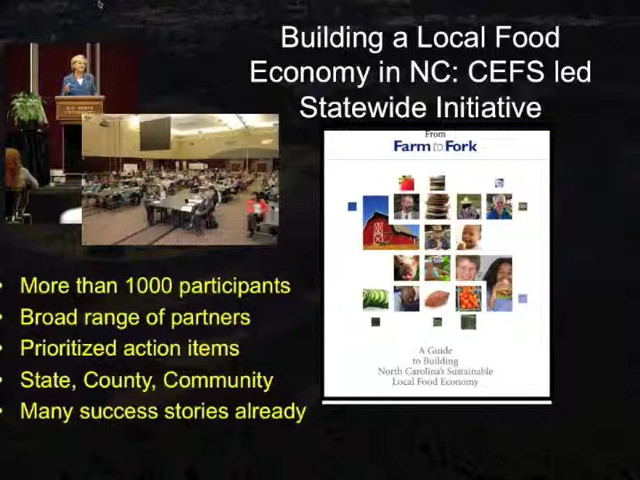 Building a Local Food
Economy in NC: CEFS led
Statewide Initiative
From
Farm to Fork
A Guide
to Building
North Carolina's Sustainable
Local Food Economy
• More than 1000 participants
• Broad range of partners
• Prioritized action items
• State, County, Community
• Many success stories already